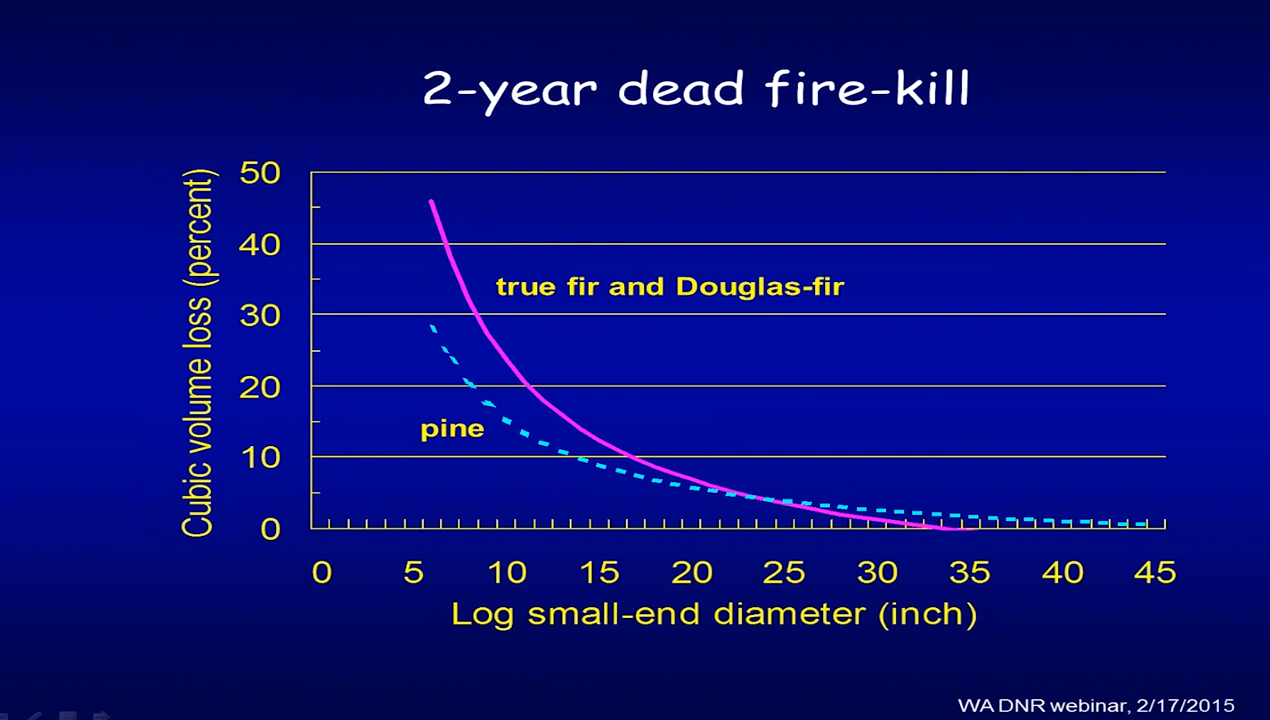 2-year dead fire-kill
Cubic volume loss (percent)
50
40
30
20
10
0
true fir and Douglas-fir
pine
0 5 10 15 20 25 30 35 40 45
Log small-end diameter (inch)
WA DNR webinar, 2/17/2015